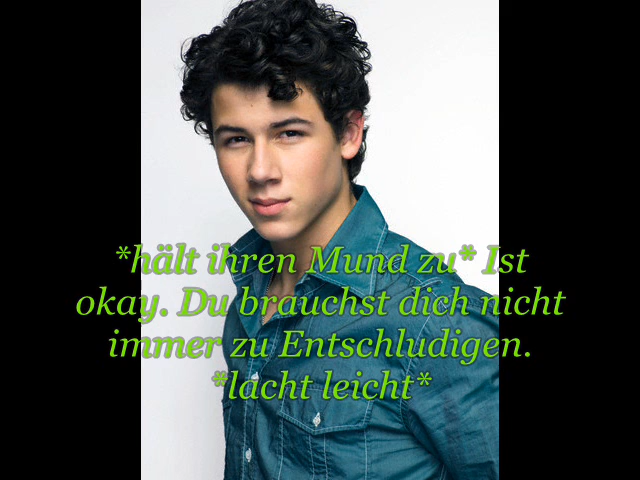 *hält ihren Mund zu* Ist
okay. Du brauchst dich nicht
immer zu Entschludigen.
*lacht leicht*